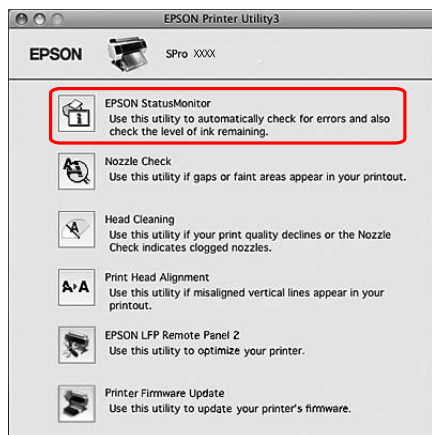 EPSON Printer Utility3
EPSON
SPro XXXX
EPSON StatusMonitor
Use this utility to automatically check for errors and also
check the level of ink remaining.
Nozzle Check
Use this utility if gaps or faint areas appear in your printout.
Head Cleaning
Use this utility if your print quality declines or the Nozzle
Check indicates clogged nozzles.
Print Head Alignment
Use this utility if misaligned vertical lines appear in your
printout.
EPSON LFP Remote Panel 2
Use this utility to optimize your printer.
Printer Firmware Update
Use this utility to update your printer's firmware.